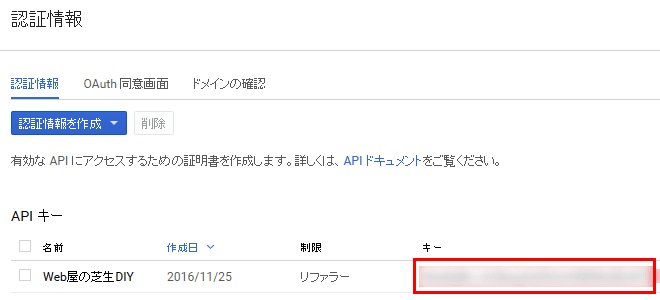 認証情報
認証情報 OAuth 同意画面 ドメインの確認
認証情報を作成 削除
有効な API にアクセスするための証明書を作成します。詳しくは、API ドキュメントをご覧ください。
API キー
名前 作成日 制限 キー
Web屋の芝生DIY 2016/11/25 リファラー